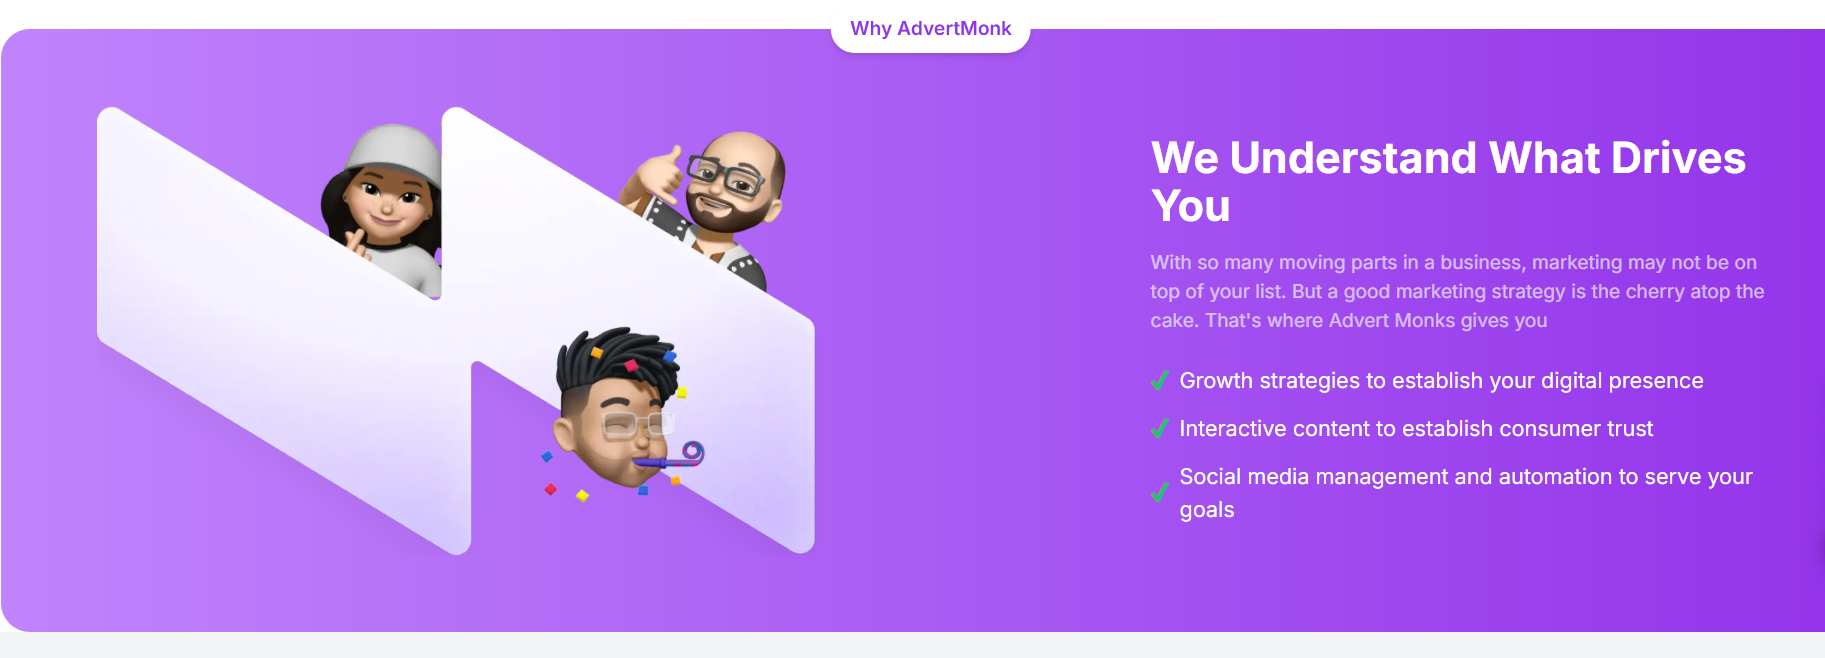 Why AdvertMonk
We Understand What Drives
You
With so many moving parts in a business, marketing may not be on
top of your list. But a good marketing strategy is the cherry atop the
cake. That's where Advert Monks gives you
Growth strategies to establish your digital presence
Interactive content to establish consumer trust
Social media management and automation to serve your
goals